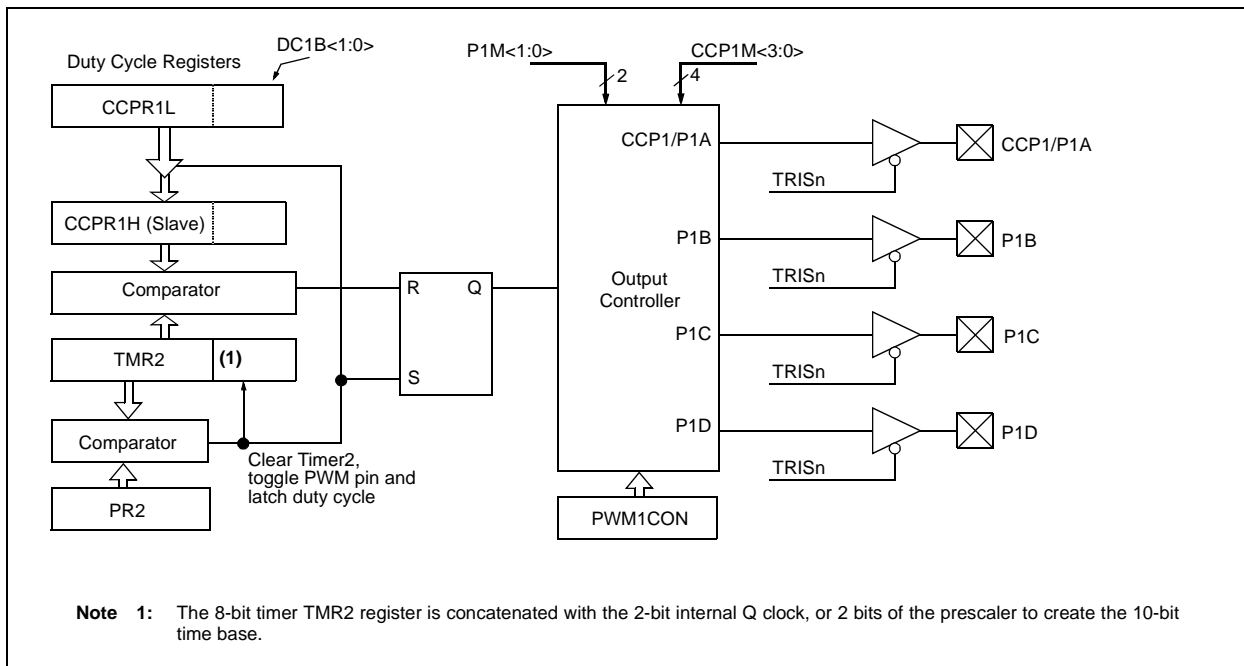 DC1B<1:0>
Duty Cycle Registers
CCPR1L
CCPR1H (Slave)
Comparator
TMR2
(1)
Comparator
PR2
Clear Timer2,
toggle PWM pin and
latch duty cycle
R
Q
S
P1M<1:0>
2
CCP1M<3:0>
4
Output
Controller
CCP1/P1A
P1B
P1C
P1D
PWM1CON
TRISn
CCP1/P1A
TRISn
P1B
TRISn
P1C
TRISn
P1D
Note 1: The 8-bit timer TMR2 register is concatenated with the 2-bit internal Q clock, or 2 bits of the prescaler to create the 10-bit
time base.